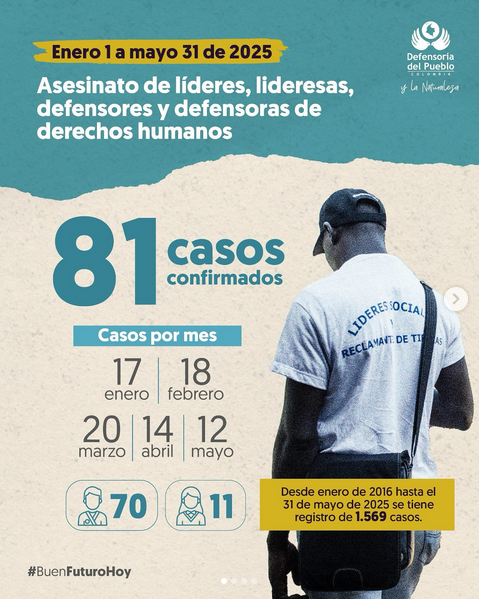 Enero 1 a mayo 31 de 2025
Defensoría
del Pueblo
COLOMBIA
y la Naturaleza
Asesinato de líderes, lideresas,
defensores y defensoras de
derechos humanos
81 casos
confirmados
Casos por mes
17 18
enero febrero
20 14 12
marzo abril mayo
LIDERES SOCIAL
Y
RECLAMANT DE TI AS
70 11
Desde enero de 2016 hasta el
31 de mayo de 2025 se tiene
registro de 1.569 casos.
#BuenFuturoHoy